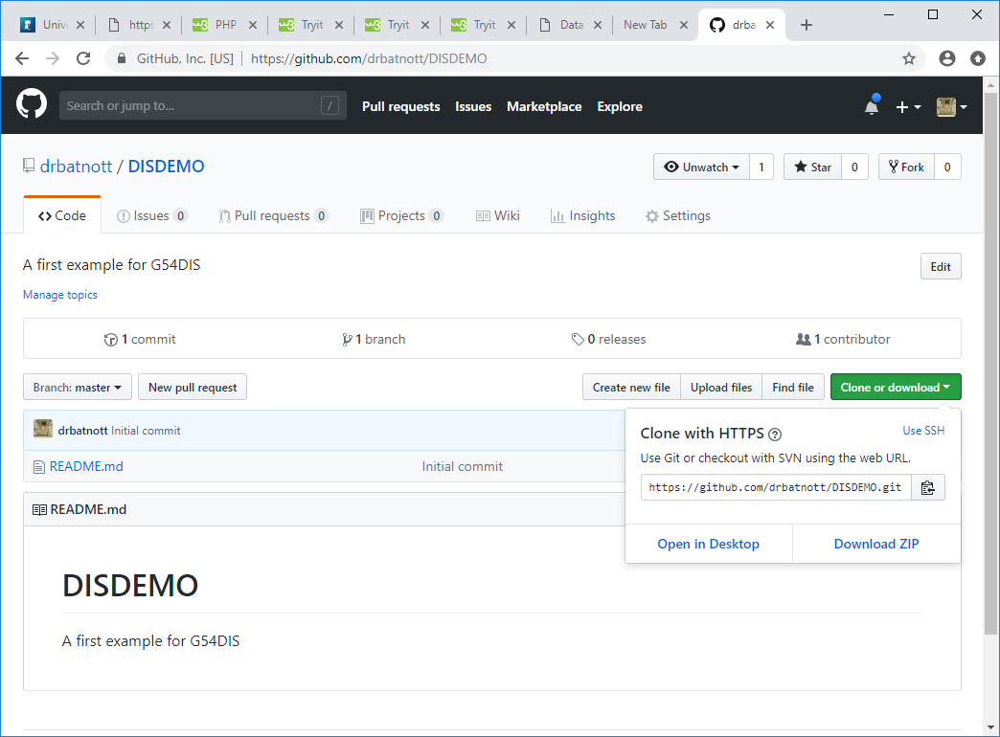 Univ https PHP Tryit Tryit Tryit Data New Tab drba
GitHub, Inc. [US] https://github.com/drbatnott/DISDEMO
Search or jump to... / Pull requests Issues Marketplace Explore
drbatnott / DISDEMO Unwatch 1 Star 0 Fork 0
Code Issues 0 Pull requests 0 Projects 0 Wiki Insights Settings
A first example for G54DIS Edit
Manage topics
1 commit 1 branch 0 releases 1 contributor
Branch: master New pull request Create new file Upload files Find file Clone or download
drbatnott Initial commit
README.md Initial commit
Clone with HTTPS ? Use SSH
Use Git or checkout with SVN using the web URL.
https://github.com/drbatnott/DISDEMO.git
Open in Desktop Download ZIP
README.md
DISDEMO
A first example for G54DIS